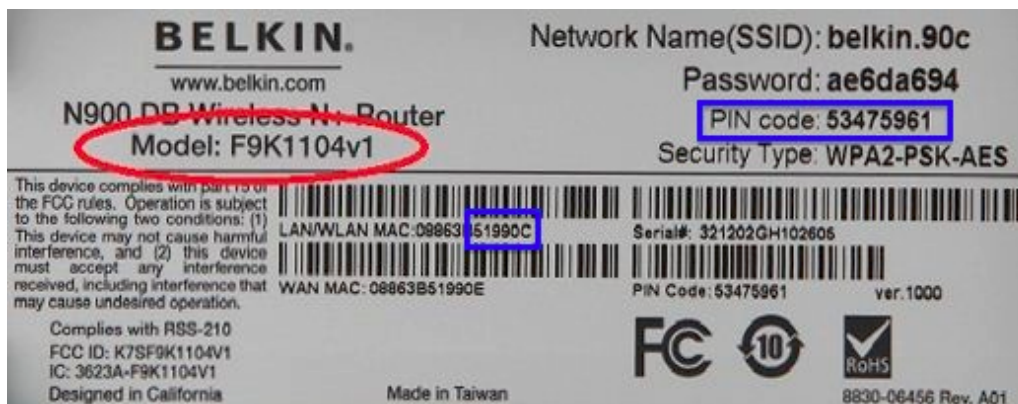 BELKIN.
www.belkin.com
N900 DB Wireless N+ Router
Model: F9K1104v1
Network Name(SSID): belkin.90c
Password: ae6da694
PIN code: 53475961
Security Type: WPA2-PSK-AES
This device complies with part 15 of
the FCC rules. Operation is subject
to the following two conditions: (1)
This device may not cause harmful
interference, and (2) this device
must accept any interference
received, including interference that
may cause undesired operation.
LAN/WLAN MAC:08863B51990C
WAN MAC: 08863B51990E
Serial#: 321202GH102605
PIN Code:53475961 ver.1000
Complies with RSS-210
FCC ID: K7SF9K1104V1
IC: 3623A-F9K1104V1
Designed in California
Made in Taiwan
FC
10
RoHS
8830-06456 Rev. A01